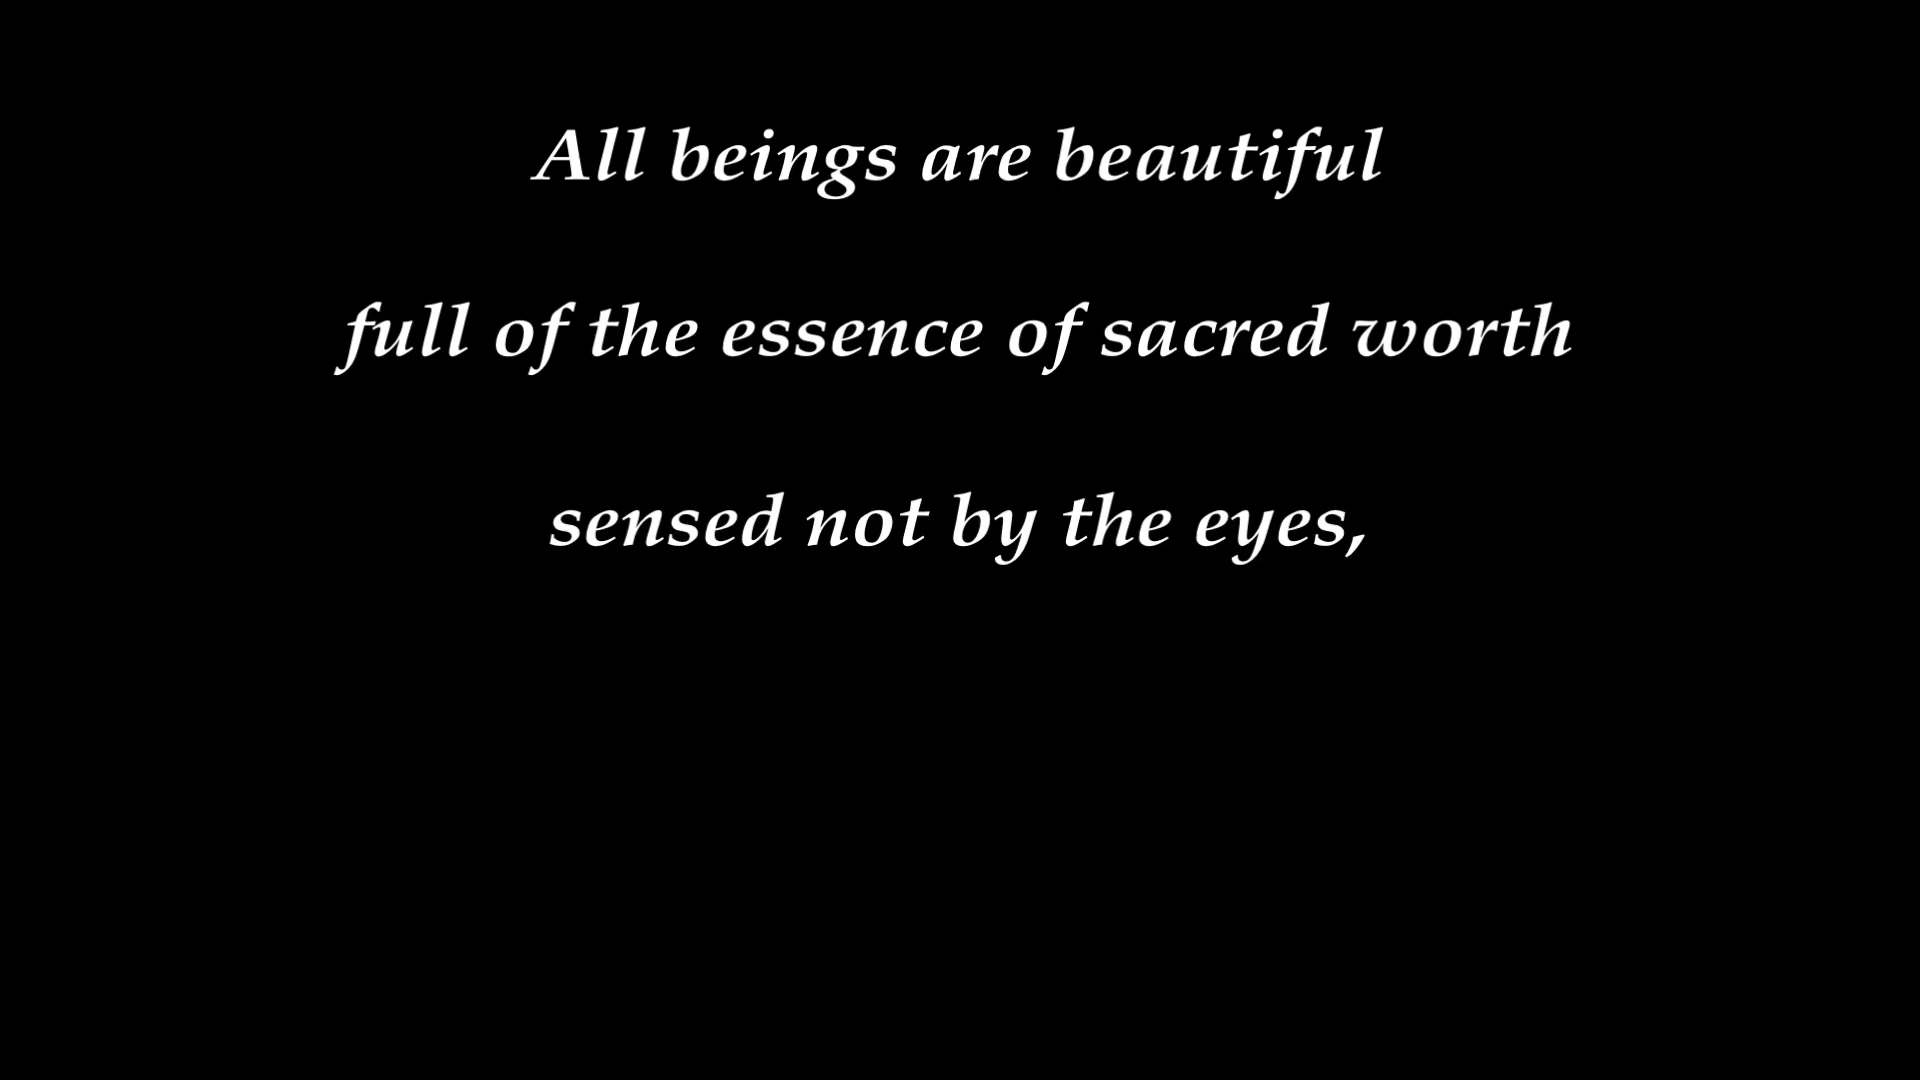 All beings are beautiful
full of the essence of sacred worth
sensed not by the eyes,